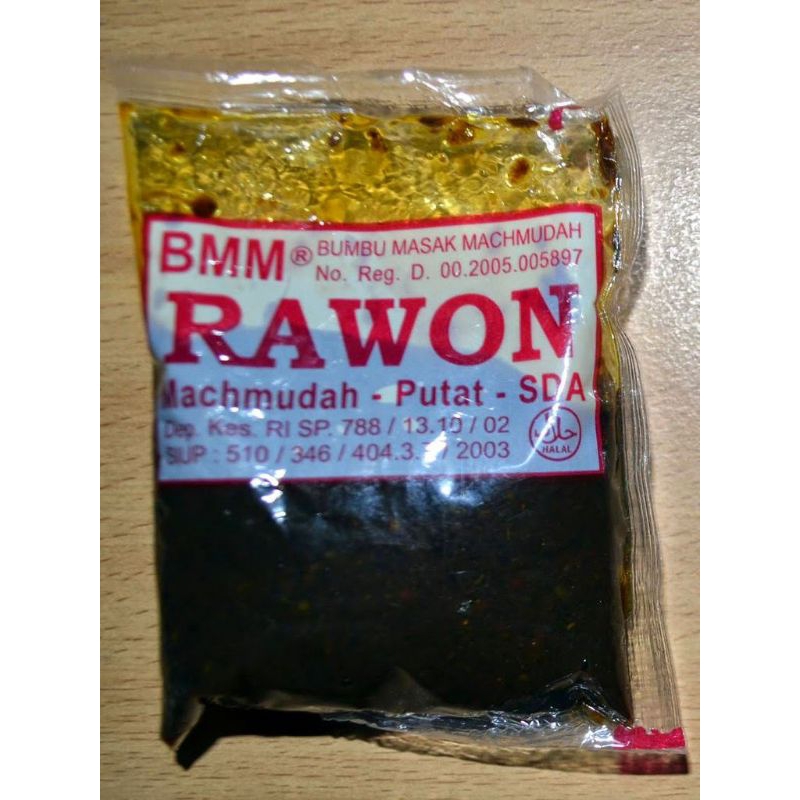 BMM® BUMBU MASAK MACHMUDAH
No. Reg. D. 00.2005.005897
RAWON
Machmudah - Putat - SDA
Dep. Kes. RI SP. 788 / 13.10 / 02
SIUP : 510 / 346 / 404.3. / 2003
حلال
HALAL